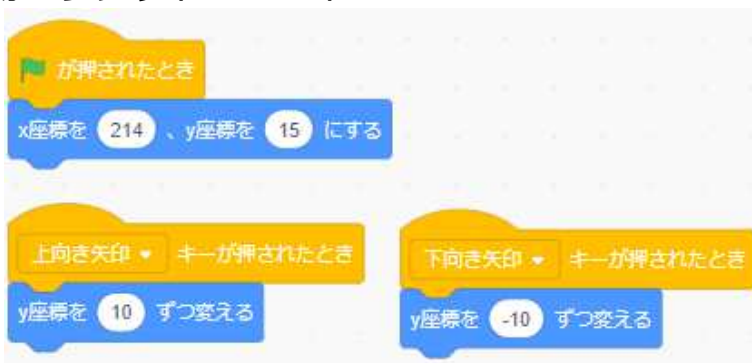 が押されたとき
x座標を 214 、y座標を 15 にする
上向き矢印 キーが押されたとき
y座標を 10 ずつ変える
下向き矢印 キーが押されたとき
y座標を -10 ずつ変える